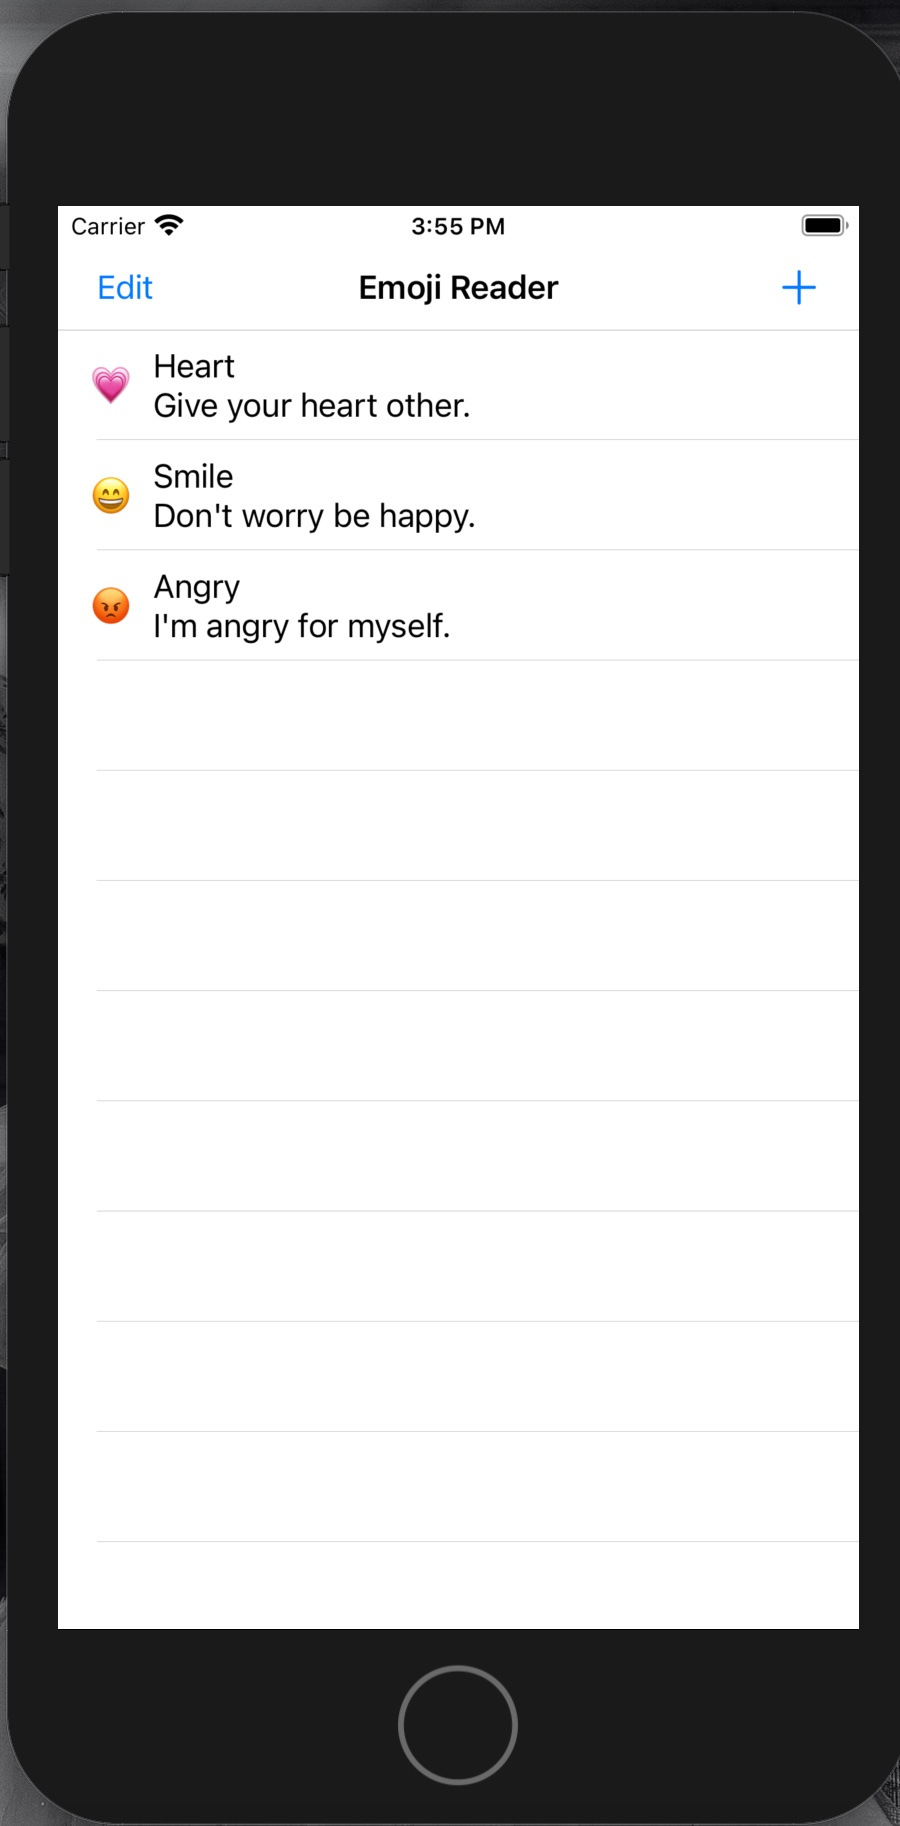 Carrier 3:55 PM
Edit Emoji Reader +
💗 Heart
Give your heart other.
😄 Smile
Don't worry be happy.
😡 Angry
I'm angry for myself.